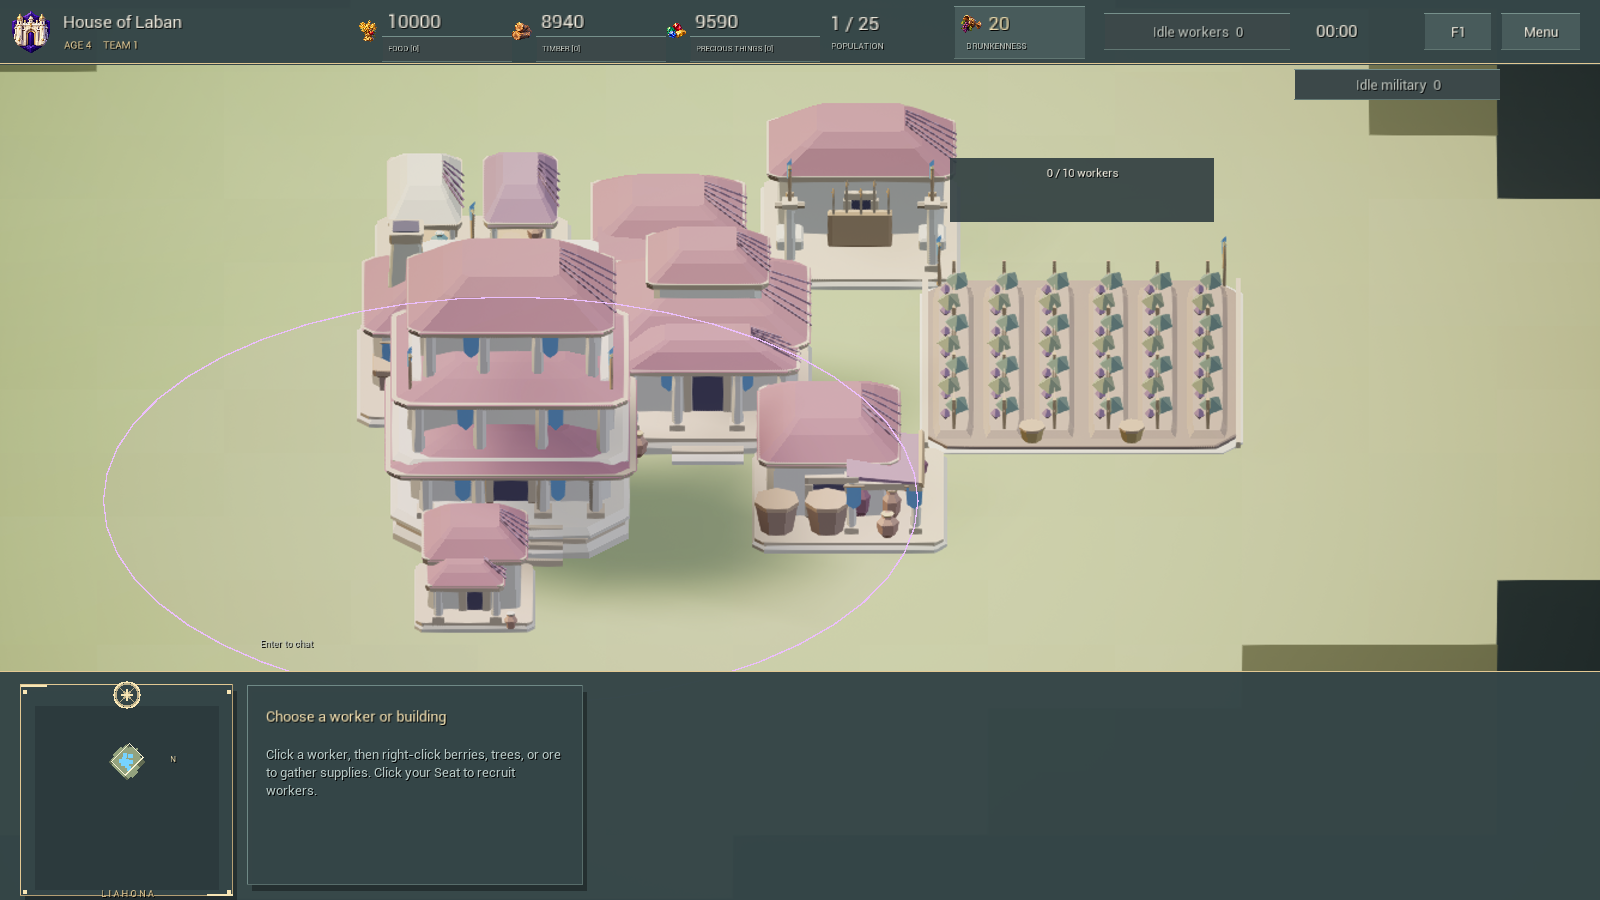 House of Laban
AGE 4 TEAM 1
10000
FOOD [0]
8940
TIMBER [0]
9590
PRECIOUS THINGS [0]
1 / 25
POPULATION
20
DRUNKENNESS
Idle workers 0
00:00
F1
Menu
Idle military 0
0 / 10 workers
Enter to chat
N
LIAHONA
Choose a worker or building
Click a worker, then right-click berries, trees, or ore
to gather supplies. Click your Seat to recruit
workers.